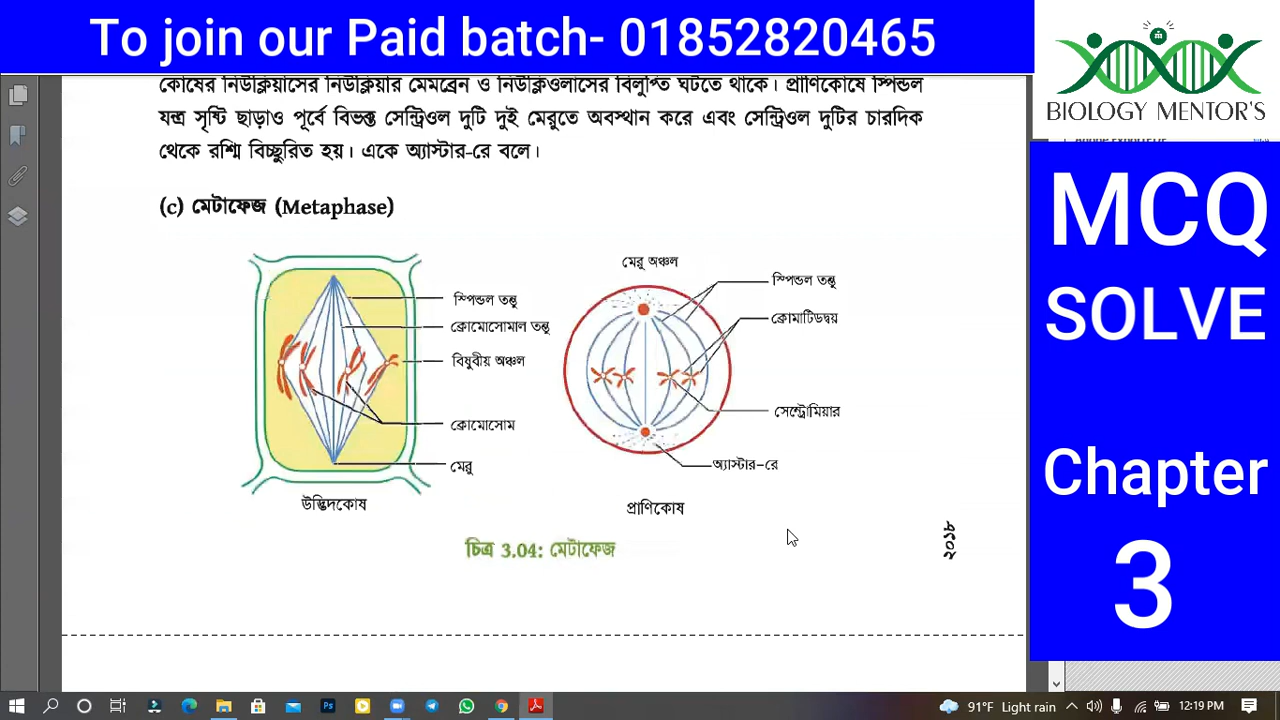 To join our Paid batch- 01852820465
BIOLOGY MENTOR'S
কোষের নিউক্লিয়াসের নিউক্লিয়ার মেমব্রেন ও নিউক্লিওলাসের বিলুপ্তি ঘটতে থাকে। প্রাণিকোষে স্পিন্ডল
যন্ত্র সৃষ্টি ছাড়াও পূর্বে বিভক্ত সেন্ট্রিওল দুটি দুই মেরুতে অবস্থান করে এবং সেন্ট্রিওল দুটির চারদিক
থেকে রশ্মি বিচ্ছুরিত হয়। একে অ্যাস্টার-রে বলে।
(c) মেটাফেজ (Metaphase)
স্পিন্ডল তন্তু
ক্রোমোসোমাল তন্তু
বিষুবীয় অঞ্চল
ক্রোমোসোম
মেরু
উদ্ভিদকোষ
মেরু অঞ্চল
স্পিন্ডল তন্তু
ক্রোমাটিডদ্বয়
সেন্ট্রোমিয়ার
অ্যাস্টার-রে
প্রাণিকোষ
চিত্র 3.04: মেটাফেজ
২০১৮
MCQ
SOLVE
Chapter
3
91°F Light rain
12:19 PM